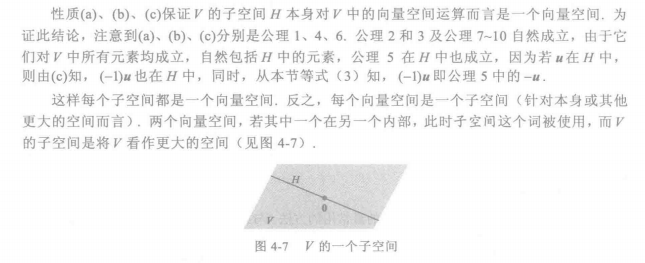 性质(a)、(b)、(c)保证V 的子空间 H 本身对V 中的向量空间运算而言是一个向量空间. 为
证此结论，注意到(a)、(b)、(c)分别是公理 1、4、6. 公理 2 和 3 及公理 7~10 自然成立，由于它
们对V 中所有元素均成立，自然包括 H 中的元素，公理 5 在 H 中也成立，因为若 u 在 H 中，
则由(c)知，(−1)u 也在 H 中，同时，从本节等式（3）知，(−1)u 即公理 5 中的 −u .
这样每个子空间都是一个向量空间. 反之，每个向量空间是一个子空间（针对本身或其他
更大的空间而言）. 两个向量空间，若其中一个在另一个内部，此时子空间这个词被使用，而V
的子空间是将V 看作更大的空间（见图 4-7）.
H
0
V
图 4-7 V 的一个子空间